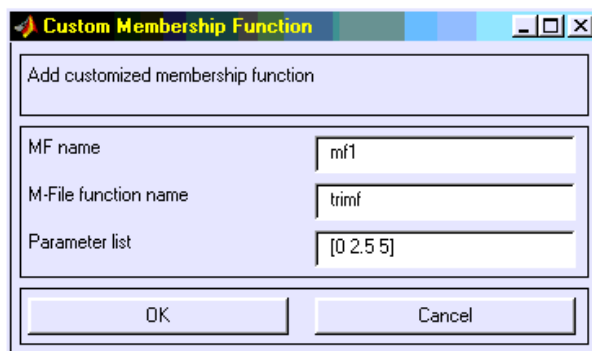 Custom Membership Function
Add customized membership function
MF name mf1
M-File function name trimf
Parameter list [0 2.5 5]
OK Cancel